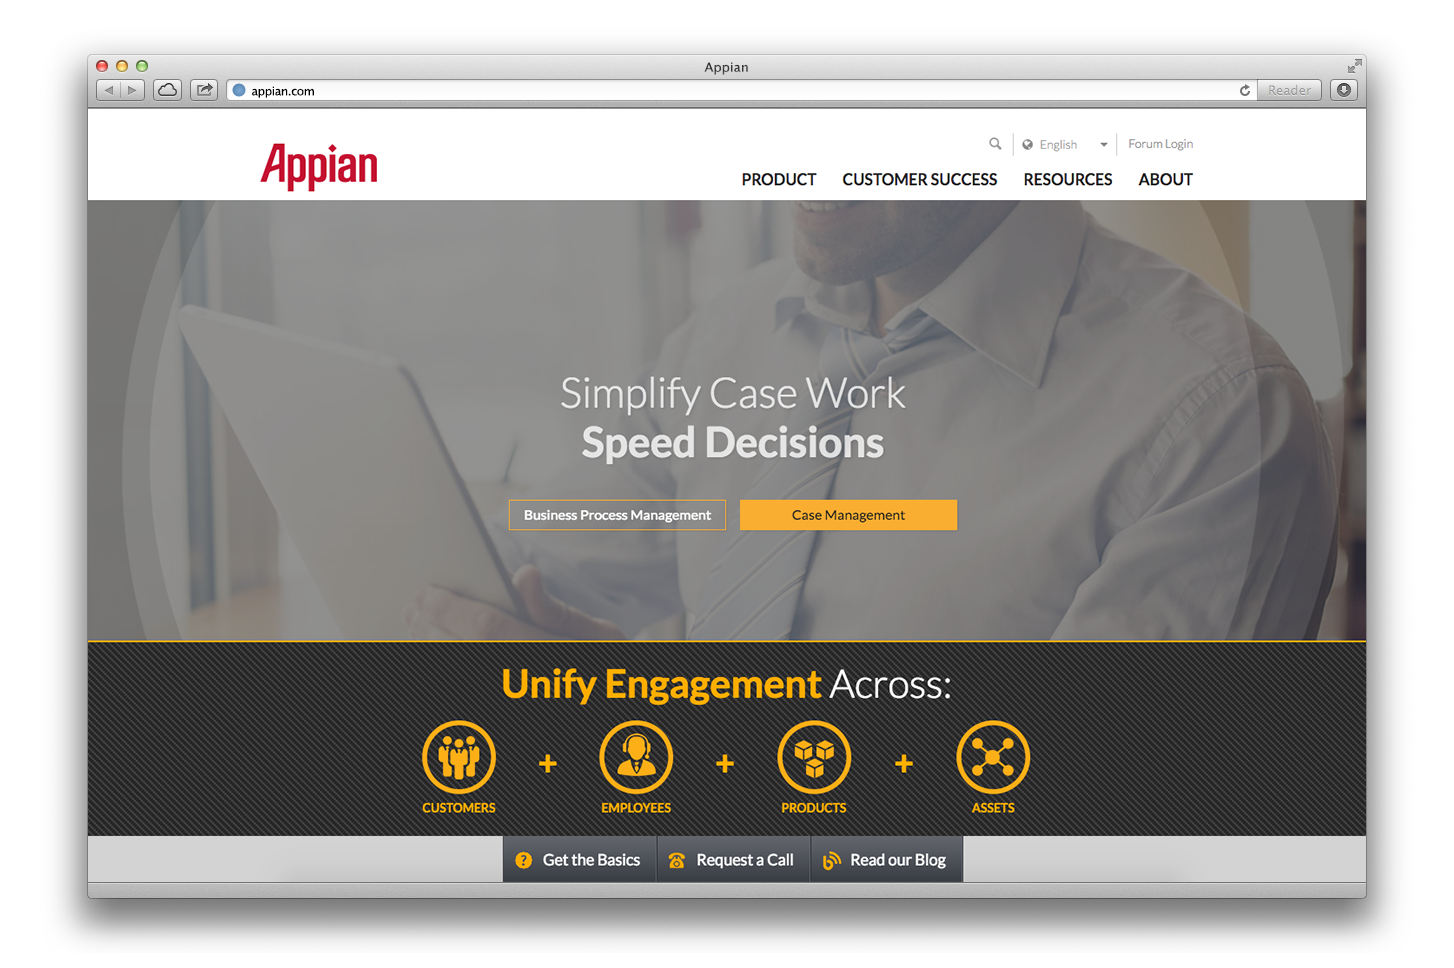 Appian
appian.com
Reader
Appian
English
Forum Login
PRODUCT CUSTOMER SUCCESS RESOURCES ABOUT
Simplify Case Work
Speed Decisions
Business Process Management
Case Management
Unify Engagement Across:
CUSTOMERS + EMPLOYEES + PRODUCTS + ASSETS
? Get the Basics
Request a Call
Read our Blog